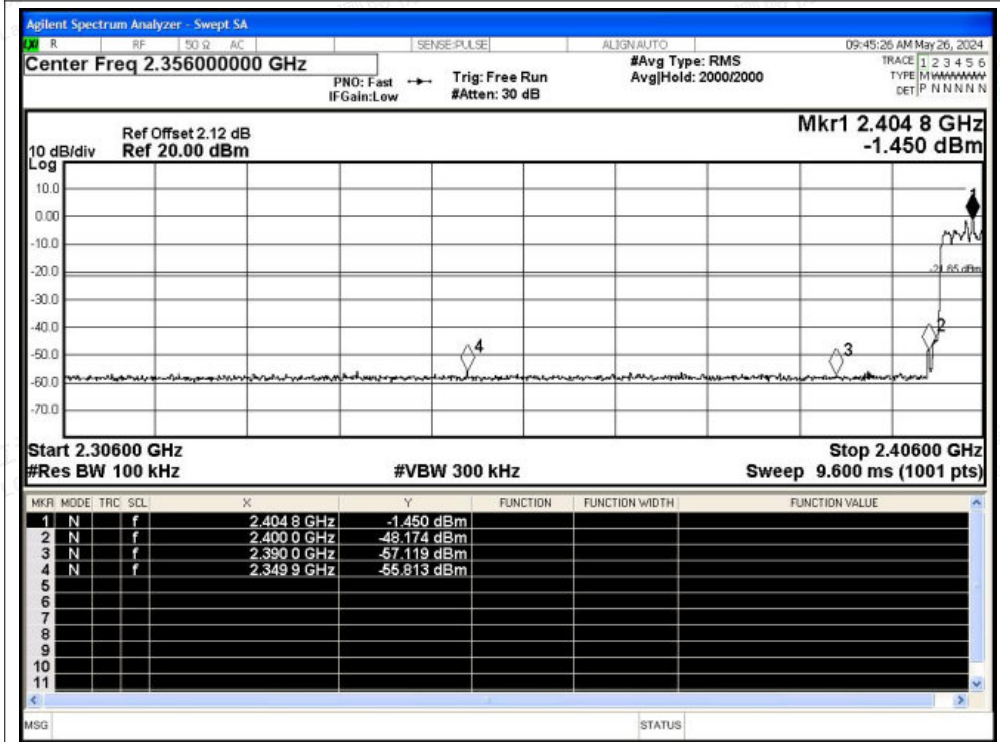 Agilent Spectrum Analyzer - Swept SA
LXI R RF 50 Ω AC SENSE:PULSE ALIGNAUTO 09:45:26 AM May 26, 2024
Center Freq 2.356000000 GHz
PNO: Fast
IFGain:Low
Trig: Free Run
#Atten: 30 dB
#Avg Type: RMS
Avg|Hold: 2000/2000
TRACE 1 2 3 4 5 6
TYPE M
DET P N N N N N
Mkr1 2.404 8 GHz
-1.450 dBm
Ref Offset 2.12 dB
10 dB/div Ref 20.00 dBm
Log
10.0
0.00
-10.0
-20.0
-30.0
-40.0
-50.0
-60.0
-70.0
1
-21.65 dBm
2
3
4
Start 2.30600 GHz Stop 2.40600 GHz
#Res BW 100 kHz #VBW 300 kHz Sweep 9.600 ms (1001 pts)
MKR MODE TRC SCL X Y FUNCTION FUNCTION WIDTH FUNCTION VALUE
1 N f 2.404 8 GHz -1.450 dBm
2 N f 2.400 0 GHz -48.174 dBm
3 N f 2.390 0 GHz -57.119 dBm
4 N f 2.349 9 GHz -55.813 dBm
5
6
7
8
9
10
11
MSG STATUS